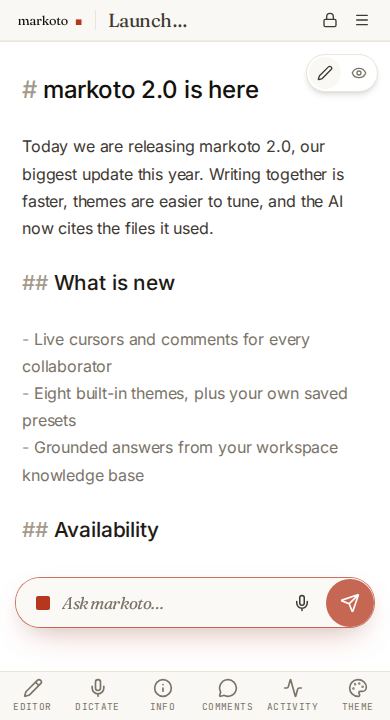 markoto
Launch...
# markoto 2.0 is here
Today we are releasing markoto 2.0, our
biggest update this year. Writing together is
faster, themes are easier to tune, and the AI
now cites the files it used.
## What is new
- Live cursors and comments for every
collaborator
- Eight built-in themes, plus your own saved
presets
- Grounded answers from your workspace
knowledge base
## Availability
Ask markoto...
EDITOR DICTATE INFO COMMENTS ACTIVITY THEME